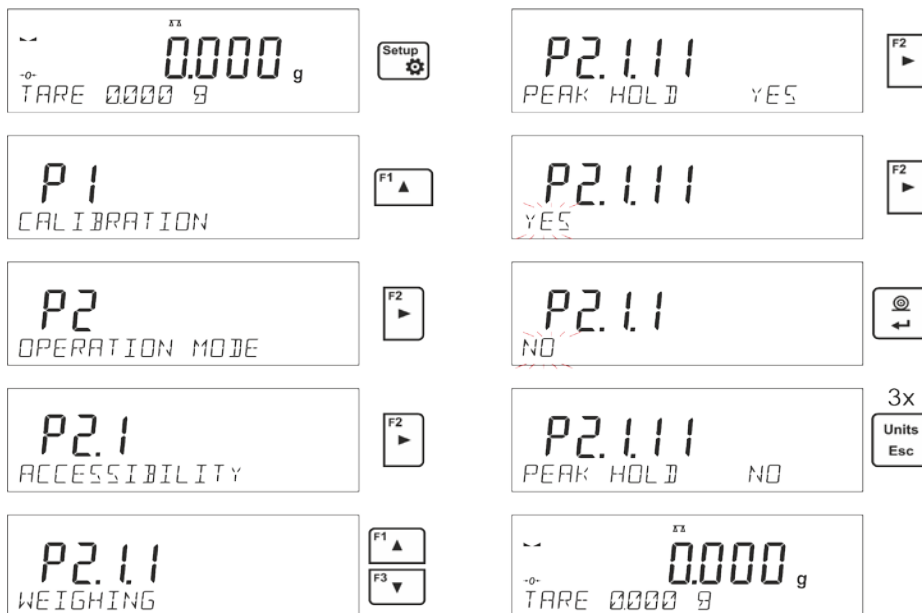 0.000 g
-0-
TARE 0.000 g
Setup
P1
CALIBRATION
F1
P2
OPERATION MODE
F2
P2.1
ACCESSIBILITY
F2
P2.1.1
WEIGHING
F1
F3
P2.1.11
PEAK HOLD YES
F2
P2.1.11
YES
F2
P2.1.1
NO
P2.1.11
PEAK HOLD NO
3x
Units
Esc
0.000 g
-0-
TARE 0.000 g